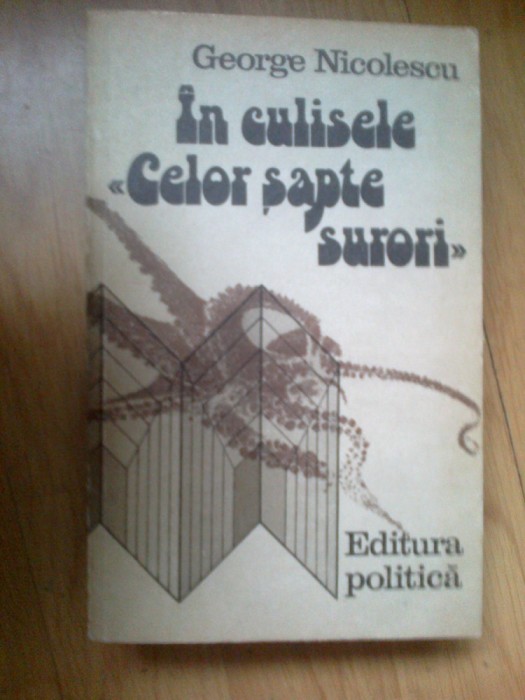 George Nicolescu
În culisele
«Celor șapte
surori»
Editura
politică